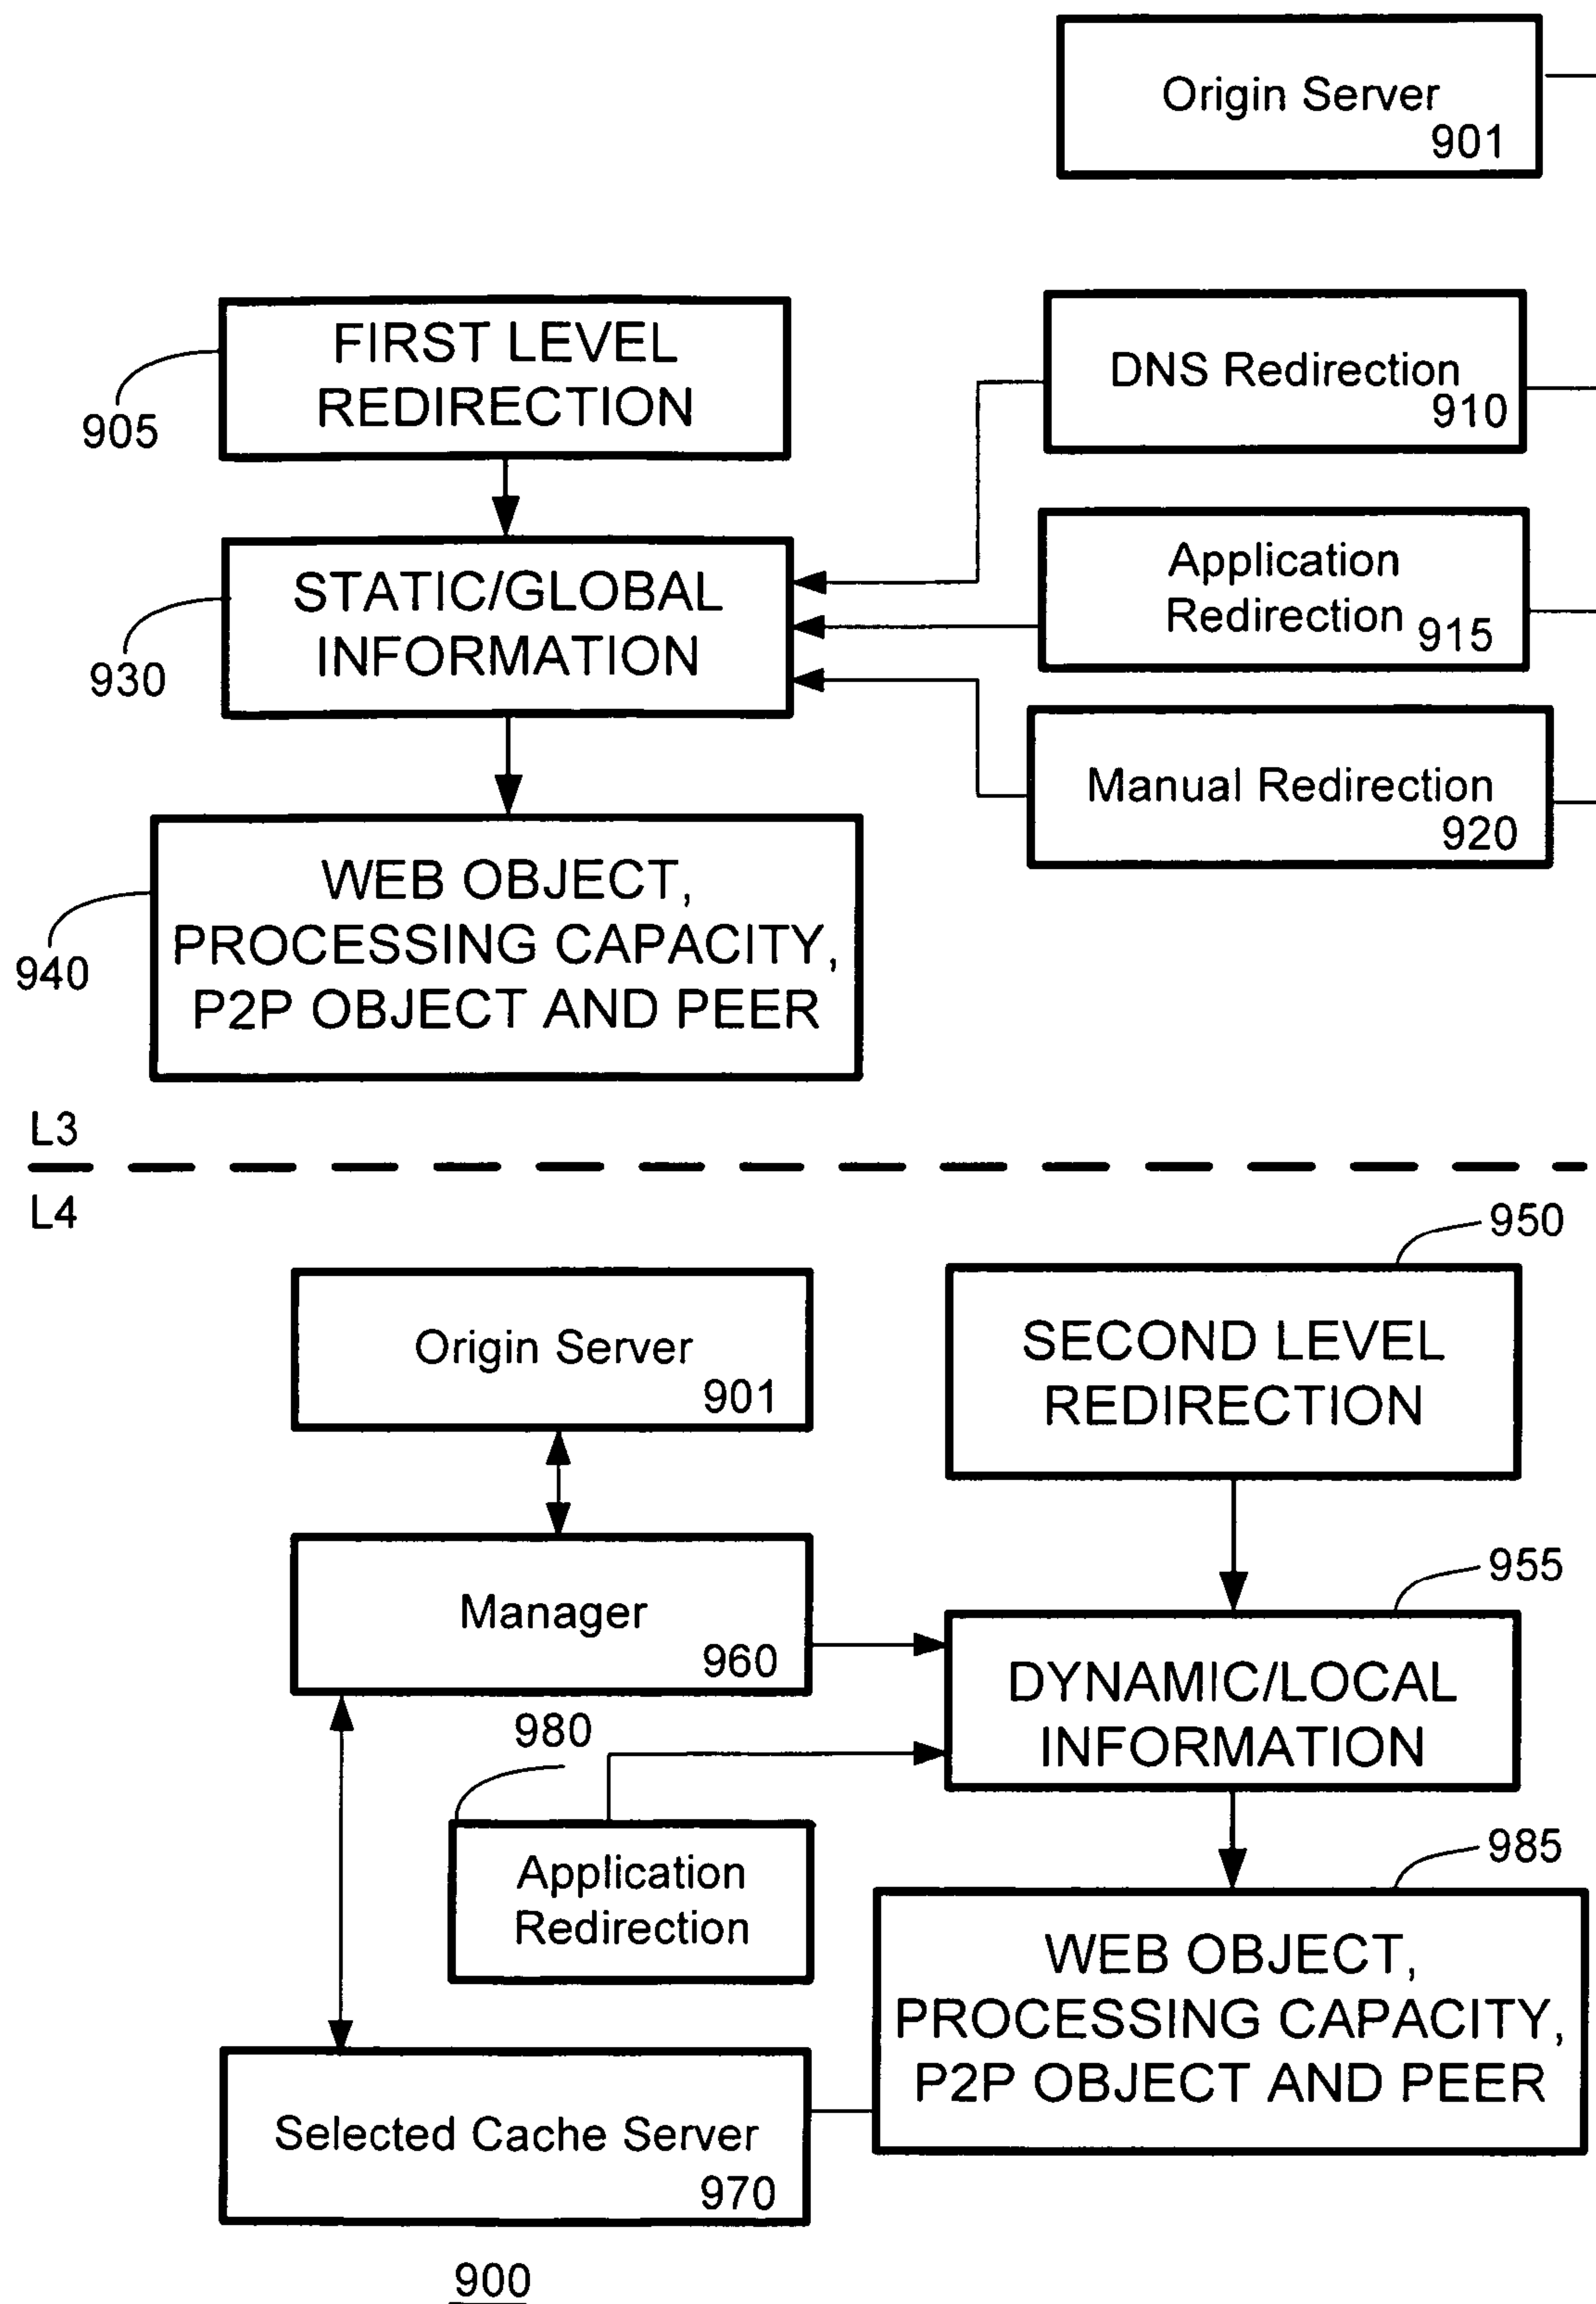 Origin Server
901
FIRST LEVEL
REDIRECTION
905
DNS Redirection
910
STATIC/GLOBAL
INFORMATION
930
Application
Redirection 915
Manual Redirection
920
WEB OBJECT,
PROCESSING CAPACITY,
P2P OBJECT AND PEER
940
L3
L4
950
Origin Server
901
SECOND LEVEL
REDIRECTION
955
Manager
960
DYNAMIC/LOCAL
INFORMATION
980
Application
Redirection
985
WEB OBJECT,
PROCESSING CAPACITY,
P2P OBJECT AND PEER
Selected Cache Server
970
900